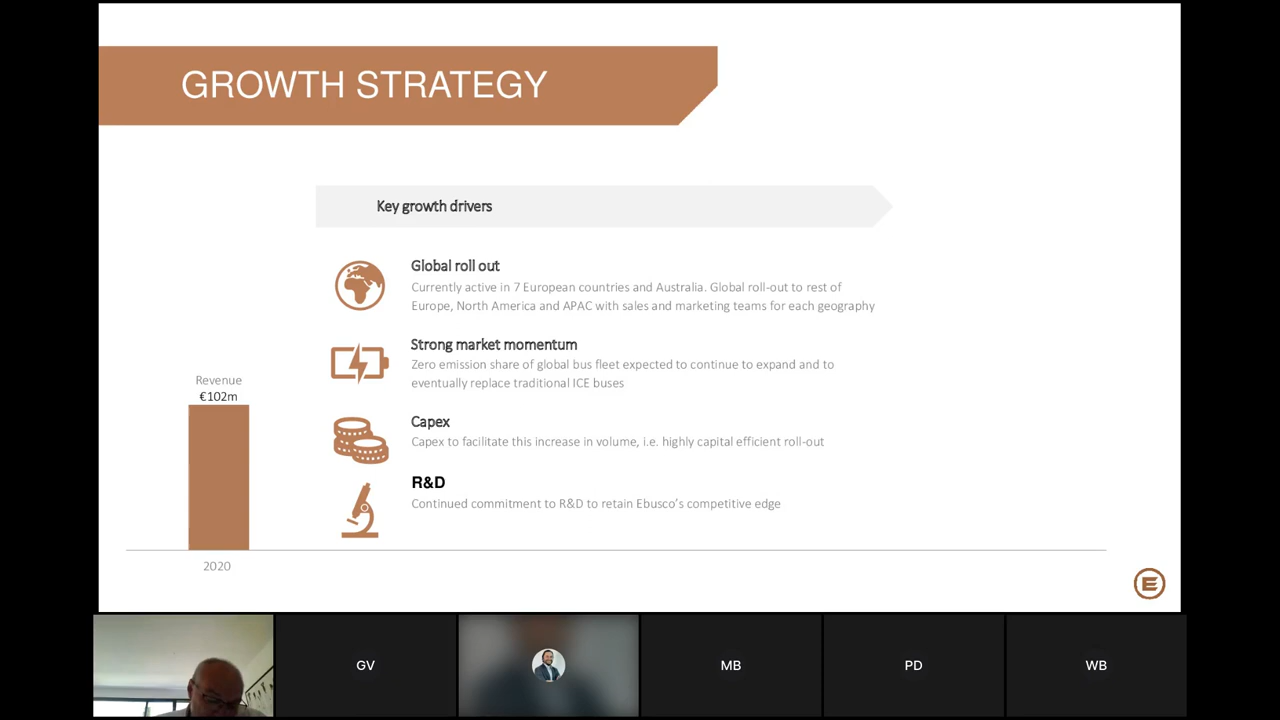 GROWTH STRATEGY
Key growth drivers
Global roll out
Currently active in 7 European countries and Australia. Global roll-out to rest of
Europe, North America and APAC with sales and marketing teams for each geography
Strong market momentum
Zero emission share of global bus fleet expected to continue to expand and to
eventually replace traditional ICE buses
Revenue
€102m
Capex
Capex to facilitate this increase in volume, i.e. highly capital efficient roll-out
R&D
Continued commitment to R&D to retain Ebusco's competitive edge
2020
E
GV
MB
PD
WB